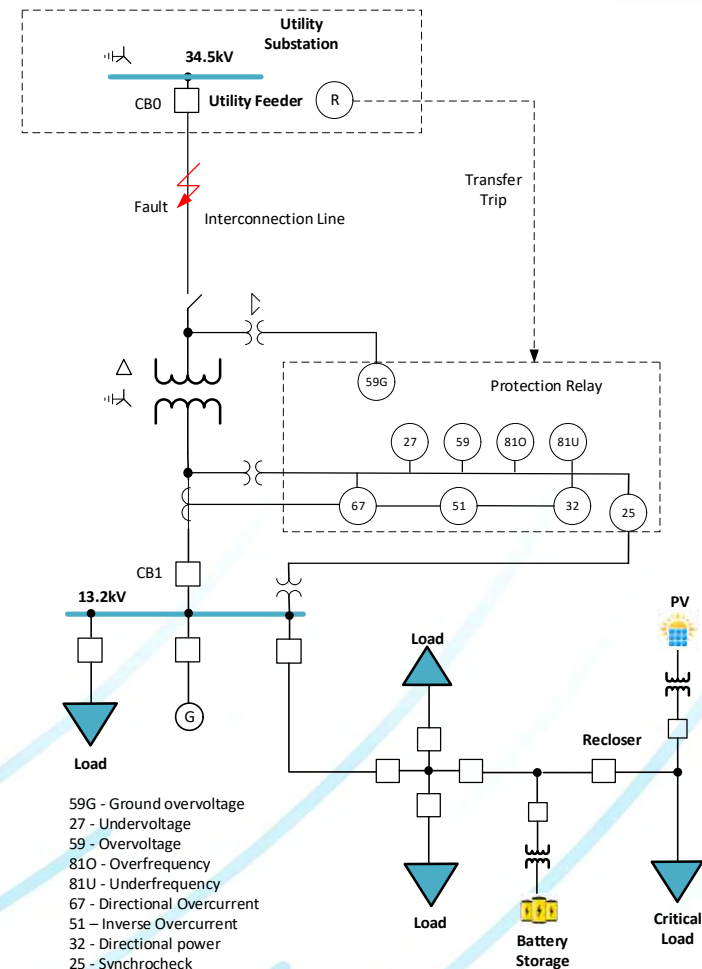 Utility
Substation
34.5kV
CB0
Utility Feeder
R
Transfer
Trip
Fault
Interconnection Line
59G
Protection Relay
27
59
81O
81U
67
51
32
25
CB1
13.2kV
PV
Load
Recloser
G
Load
59G - Ground overvoltage
27 - Undervoltage
59 - Overvoltage
81O - Overfrequency
81U - Underfrequency
67 - Directional Overcurrent
51 – Inverse Overcurrent
32 - Directional power
25 - Synchrocheck
Load
Battery
Storage
Critical
Load